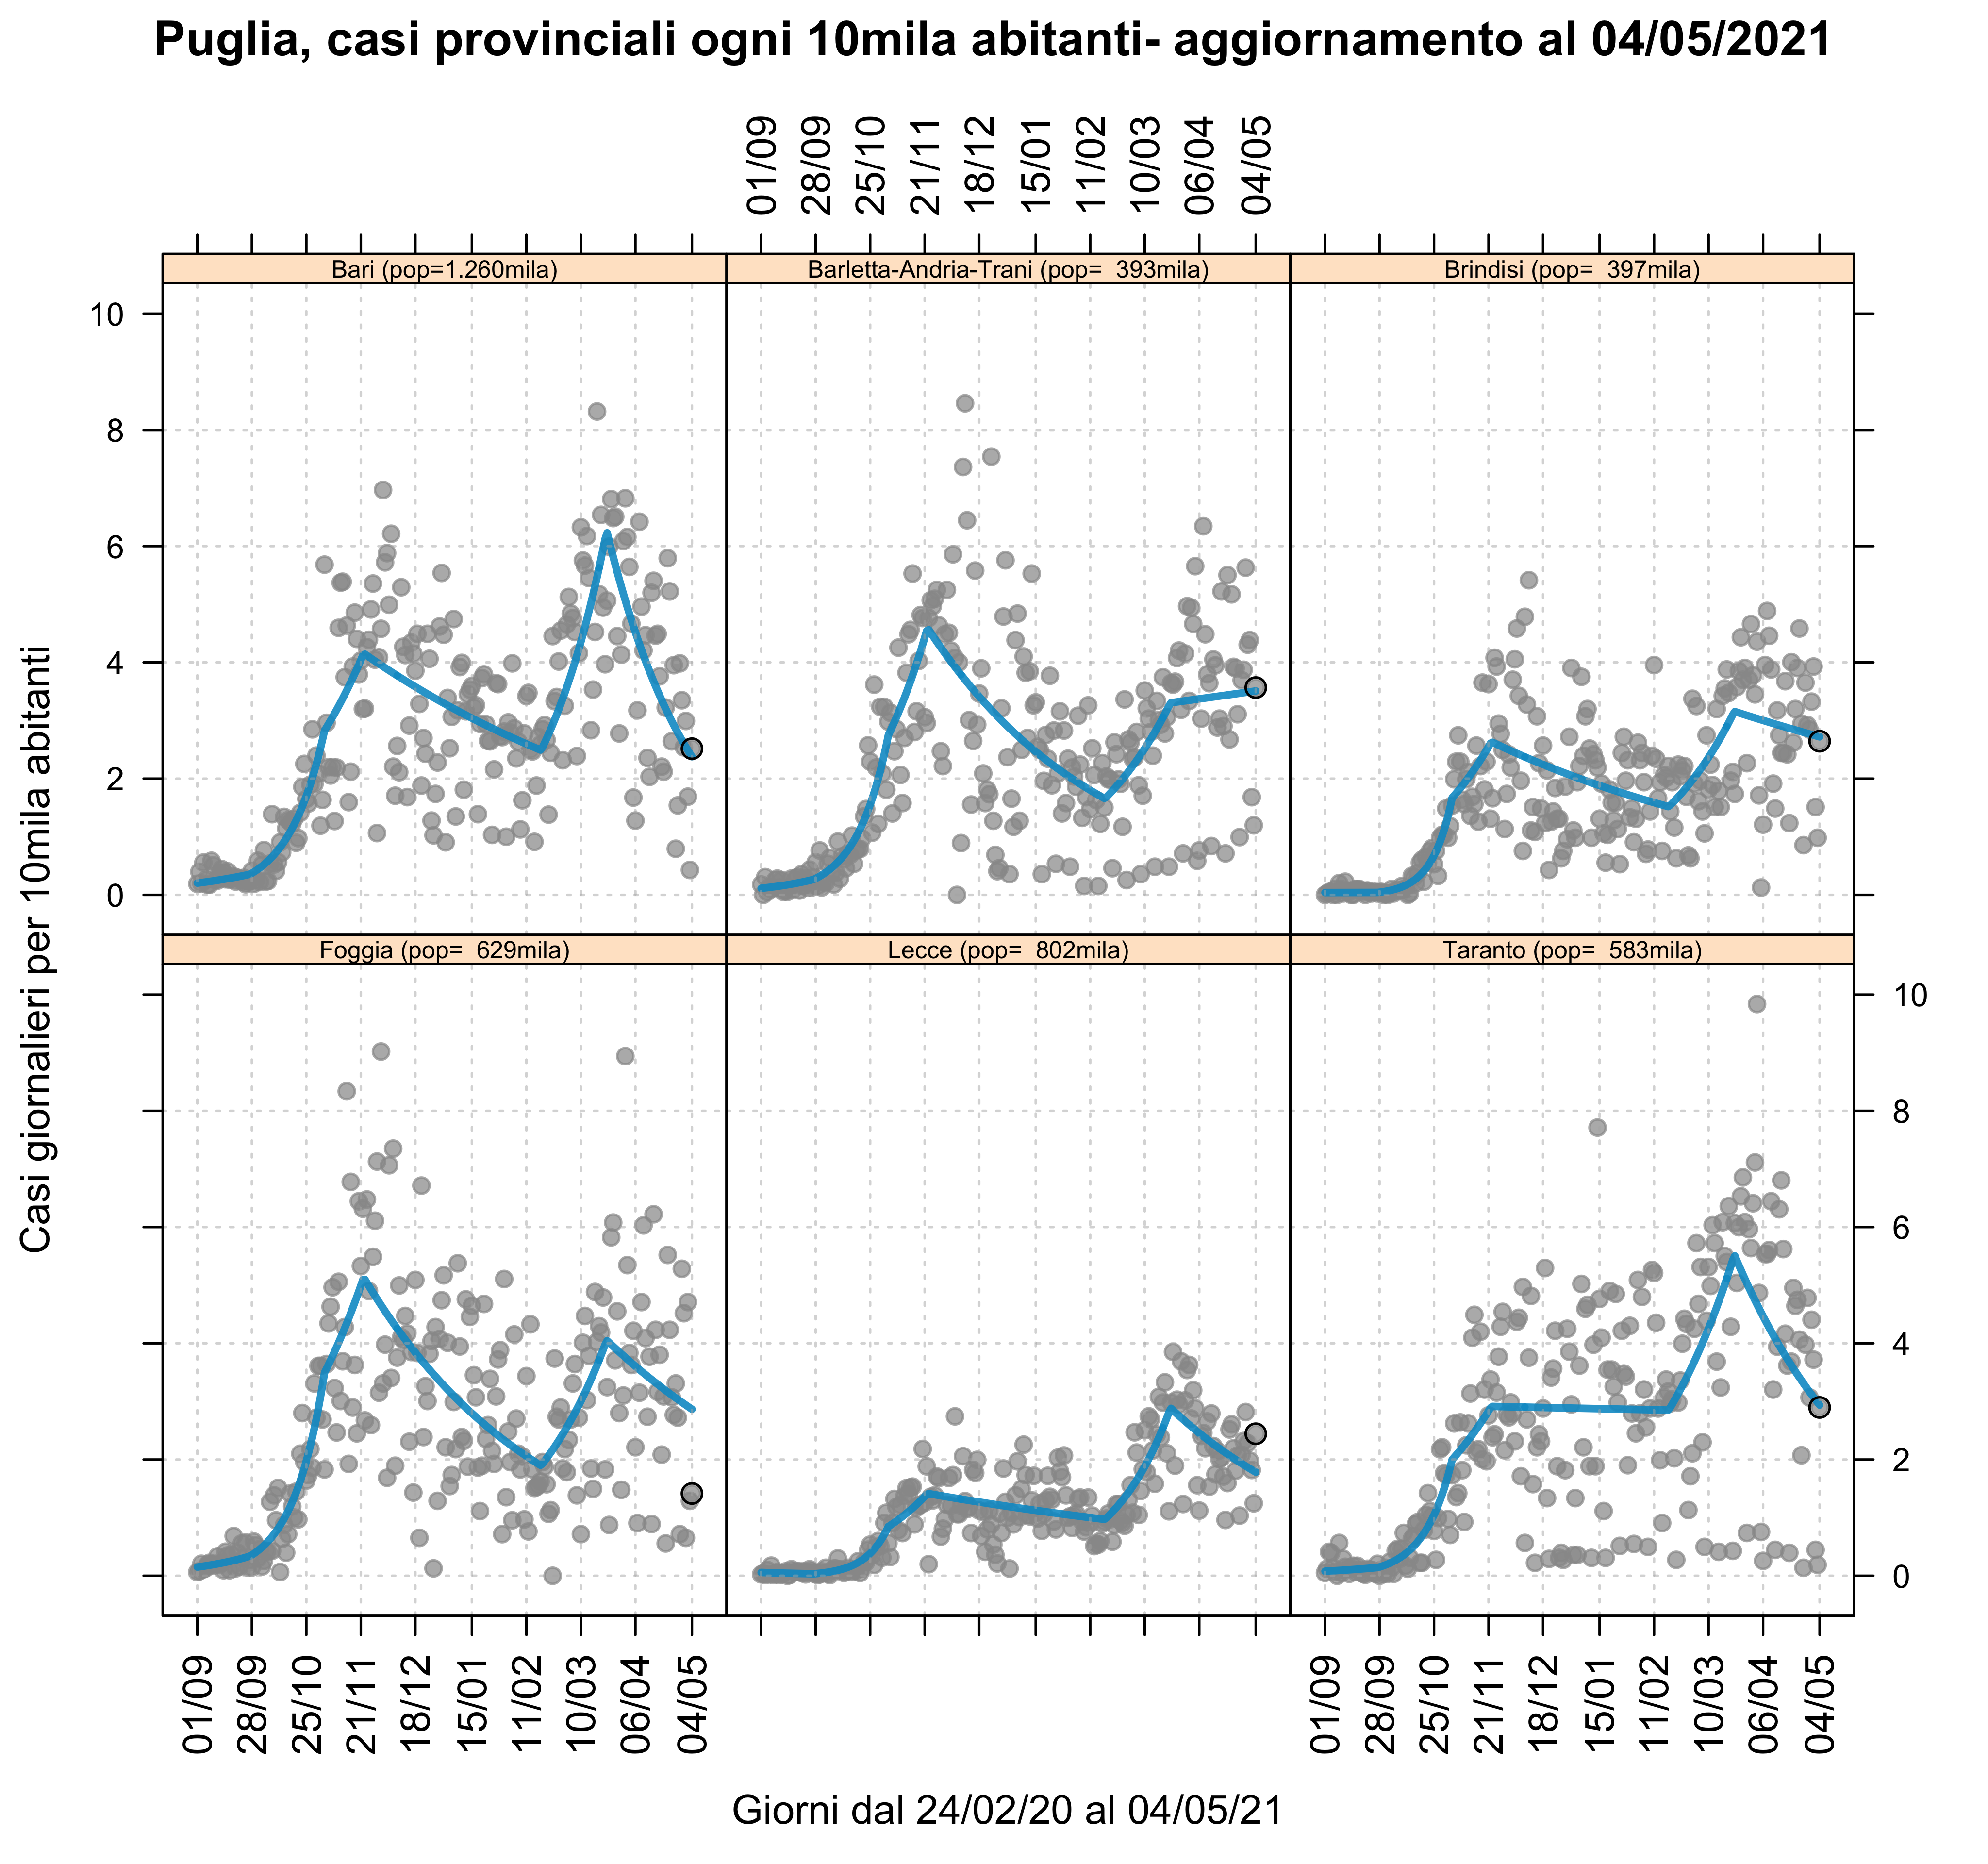 Puglia, casi provinciali ogni 10mila abitanti- aggiornamento al 04/05/2021
01/09 28/09 25/10 21/11 18/12 15/01 11/02 10/03 06/04 04/05
Bari (pop=1.260mila) Barletta-Andria-Trani (pop=  393mila) Brindisi (pop=  397mila)
10
8
6
4
2
0
Casi giornalieri per 10mila abitanti
Foggia (pop=  629mila) Lecce (pop=  802mila) Taranto (pop=  583mila)
10
8
6
4
2
0
01/09 28/09 25/10 21/11 18/12 15/01 11/02 10/03 06/04 04/05 01/09 28/09 25/10 21/11 18/12 15/01 11/02 10/03 06/04 04/05
Giorni dal 24/02/20 al 04/05/21